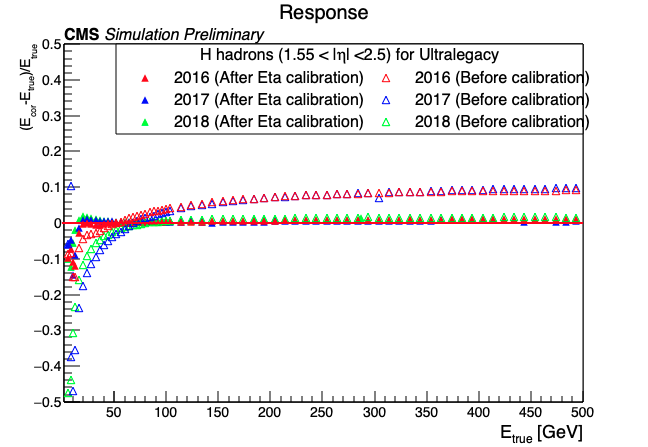 Response
CMS Simulation Preliminary
(E_cor-E_true)/E_true
0.5
0.4
0.3
0.2
0.1
0
−0.1
−0.2
−0.3
−0.4
−0.5
H hadrons (1.55 < |η| <2.5) for Ultralegacy
2016 (After Eta calibration) 2016 (Before calibration)
2017 (After Eta calibration) 2017 (Before calibration)
2018 (After Eta calibration) 2018 (Before calibration)
50 100 150 200 250 300 350 400 450 500
E_true [GeV]